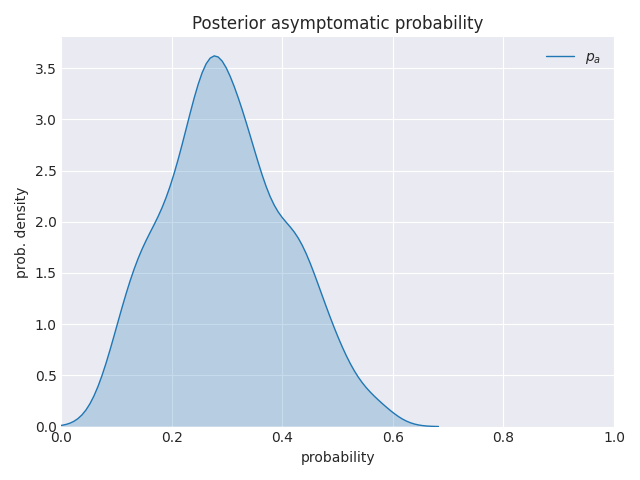 Posterior asymptomatic probability
pₐ
prob. density
3.5
3.0
2.5
2.0
1.5
1.0
0.5
0.0
0.0 0.2 0.4 0.6 0.8 1.0
probability